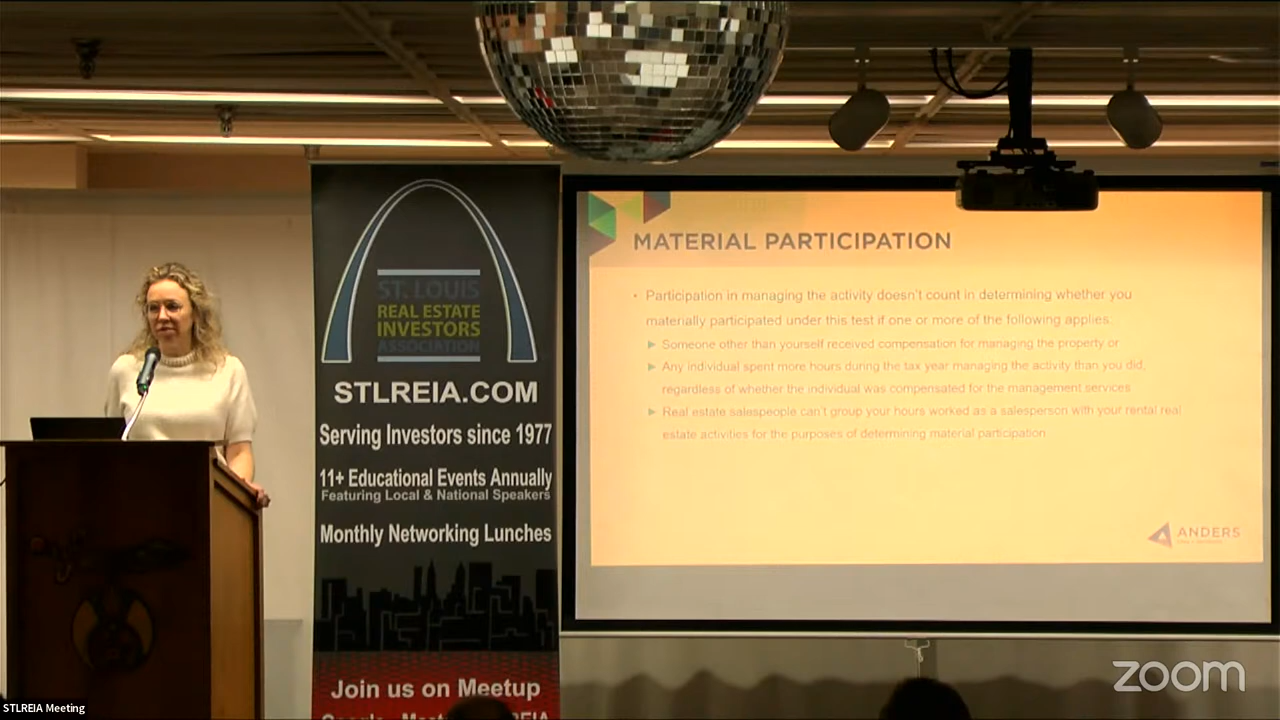 ST. LOUIS
REAL ESTATE
INVESTORS
ASSOCIATION
STLREIA.COM
Serving Investors since 1977
11+ Educational Events Annually
Featuring Local & National Speakers
Monthly Networking Lunches
Join us on Meetup
MATERIAL PARTICIPATION
• Participation in managing the activity doesn't count in determining whether you
materially participated under this test if one or more of the following applies:
Someone other than yourself received compensation for managing the property or
Any individual spent more hours during the tax year managing the activity than you did,
regardless of whether the individual was compensated for the management services
Real estate salespeople can't group your hours worked as a salesperson with your rental real
estate activities for the purposes of determining material participation
ANDERS
zoom
STLREIA Meeting